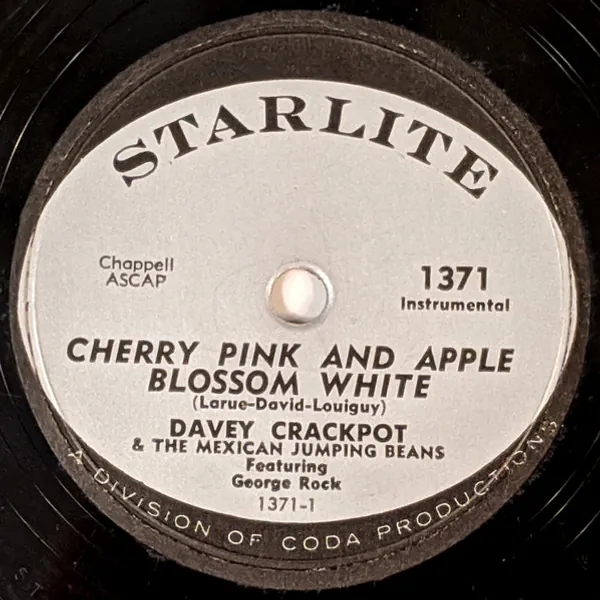 STARLITE
Chappell
ASCAP
1371
Instrumental
CHERRY PINK AND APPLE
BLOSSOM WHITE
(Larue-David-Louiguy)
DAVEY CRACKPOT
& THE MEXICAN JUMPING BEANS
Featuring
George Rock
1371-1
A DIVISION OF CODA PRODUCTIONS